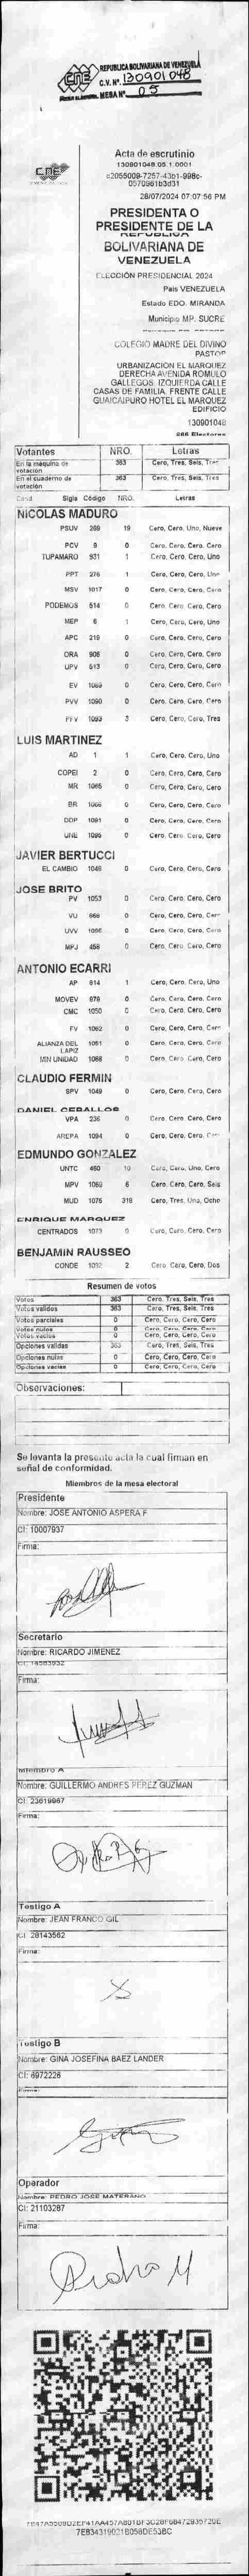 CNE REPUBLICA BOLIVARIANA DE VENEZUELA
C.V. Nº. 130901048
MESA Nº 05
CNE
Acta de escrutinio
130901048.05.1.0001
28/07/2024 07:07:56 PM
PRESIDENTA O
PRESIDENTE DE LA
REPUBLICA
BOLIVARIANA DE
VENEZUELA
ELECCIÓN PRESIDENCIAL 2024
País VENEZUELA
Estado EDO. MIRANDA
Municipio MP. SUCRE
COLEGIO MADRE DEL DIVINO
PASTOR
URBANIZACIÓN EL MARQUEZ
DERECHA AVENIDA ROMULO
GALLEGOS. IZQUIERDA CALLE
CASAS DE FAMILIA. FRENTE CALLE
GUAICAIPURO HOTEL EL MARQUEZ
EDIFICIO
130901048
Electores
Votantes NRO. Letras
En la máquina de votación 363 Cero, Tres, Seis, Tres
En el cuaderno de votación 363 Cero, Tres, Seis, Tres
Cand Sigla Código NRO. Letras
NICOLAS MADURO
PSUV 269 19 Cero, Cero, Uno, Nueve
PCV 9 0 Cero, Cero, Cero, Cero
TUPAMARO 931 1 Cero, Cero, Cero, Uno
PPT 276 1 Cero, Cero, Cero, Uno
MSV 1017 0 Cero, Cero, Cero, Cero
PODEMOS 514 0 Cero, Cero, Cero, Cero
MEP 6 1 Cero, Cero, Cero, Uno
APC 219 0 Cero, Cero, Cero, Cero
ORA 906 0 Cero, Cero, Cero, Cero
UPV 613 0 Cero, Cero, Cero, Cero
EV 1089 0 Cero, Cero, Cero, Cero
PVV 1090 0 Cero, Cero, Cero, Cero
FFV 1093 3 Cero, Cero, Cero, Tres
LUIS MARTINEZ
AD 1 1 Cero, Cero, Cero, Uno
COPEI 2 0 Cero, Cero, Cero, Cero
MR 1065 0 Cero, Cero, Cero, Cero
BR 1066 0 Cero, Cero, Cero, Cero
DDP 1091 0 Cero, Cero, Cero, Cero
UNE 1095 0 Cero, Cero, Cero, Cero
JAVIER BERTUCCI
EL CAMBIO 1046 0 Cero, Cero, Cero, Cero
JOSE BRITO
PV 1053 0 Cero, Cero, Cero, Cero
VU 868 0 Cero, Cero, Cero, Cero
UVV 1096 0 Cero, Cero, Cero, Cero
MPJ 458 0 Cero, Cero, Cero, Cero
ANTONIO ECARRI
AP 814 1 Cero, Cero, Cero, Uno
MOVEV 979 0 Cero, Cero, Cero, Cero
CMC 1050 0 Cero, Cero, Cero, Cero
FV 1062 0 Cero, Cero, Cero, Cero
ALIANZA DEL LAPIZ 1051 0 Cero, Cero, Cero, Cero
MIN UNIDAD 1088 0 Cero, Cero, Cero, Cero
CLAUDIO FERMIN
SPV 1049 0 Cero, Cero, Cero, Cero
DANIEL CEBALLOS
VPA 236 0 Cero, Cero, Cero, Cero
AREPA 1094 0 Cero, Cero, Cero, Cero
EDMUNDO GONZALEZ
UNTC 460 10 Cero, Cero, Uno, Cero
MPV 1069 6 Cero, Cero, Cero, Seis
MUD 1075 318 Cero, Tres, Uno, Ocho
ENRIQUE MARQUEZ
CENTRADOS 1073 0 Cero, Cero, Cero, Cero
BENJAMIN RAUSSEO
CONDE 1032 2 Cero, Cero, Cero, Dos
Resumen de votos
Votos 363 Cero, Tres, Seis, Tres
Votos validos 363 Cero, Tres, Seis, Tres
Votos parciales 0 Cero, Cero, Cero, Cero
Votos nulos 0 Cero, Cero, Cero, Cero
Votos vacíos 0 Cero, Cero, Cero, Cero
Opciones validas 363 Cero, Tres, Seis, Tres
Opciones nulas 0 Cero, Cero, Cero, Cero
Opciones vacías 0 Cero, Cero, Cero, Cero
Observaciones:
Se levanta la presente acta la cual firman en
señal de conformidad.
Miembros de la mesa electoral
Presidente
Nombre: JOSE ANTONIO ASPERA F
CI: 10007937
Firma:
Secretario
Nombre: RICARDO JIMENEZ
CI: 14583932
Firma:
Miembro A
Nombre: GUILLERMO ANDRES PEREZ GUZMAN
CI: 23619967
Firma:
Testigo A
Nombre: JEAN FRANCO GIL
CI: 28143562
Firma:
Testigo B
Nombre: GINA JOSEFINA BAEZ LANDER
CI: 6972226
Firma:
Operador
Nombre: PEDRO JOSE MATERANO
CI: 21103287
Firma:
Pedro M
7E834319021B058DE53BC